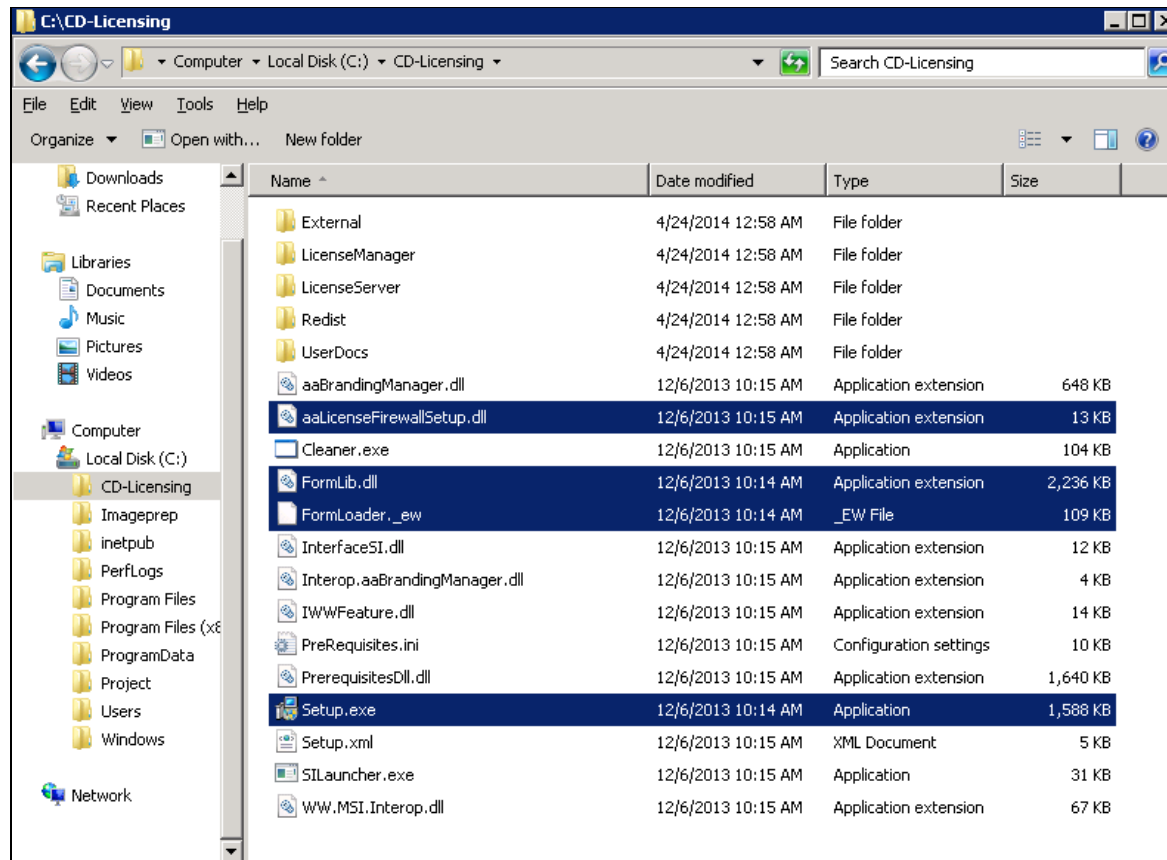 C:\CD-Licensing
Computer Local Disk (C:) CD-Licensing Search CD-Licensing
File Edit View Tools Help
Organize Open with... New folder
Downloads
Recent Places
Libraries
Documents
Music
Pictures
Videos
Computer
Local Disk (C:)
CD-Licensing
Imageprep
inetpub
PerfLogs
Program Files
Program Files (x8
ProgramData
Project
Users
Windows
Network
Name Date modified Type Size
External 4/24/2014 12:58 AM File folder
LicenseManager 4/24/2014 12:58 AM File folder
LicenseServer 4/24/2014 12:58 AM File folder
Redist 4/24/2014 12:58 AM File folder
UserDocs 4/24/2014 12:58 AM File folder
aaBrandingManager.dll 12/6/2013 10:15 AM Application extension 648 KB
aaLicenseFirewallSetup.dll 12/6/2013 10:15 AM Application extension 13 KB
Cleaner.exe 12/6/2013 10:15 AM Application 104 KB
FormLib.dll 12/6/2013 10:14 AM Application extension 2,236 KB
FormLoader._ew 12/6/2013 10:14 AM _EW File 109 KB
InterfaceSI.dll 12/6/2013 10:15 AM Application extension 12 KB
Interop.aaBrandingManager.dll 12/6/2013 10:15 AM Application extension 4 KB
IWWFeature.dll 12/6/2013 10:15 AM Application extension 14 KB
PreRequisites.ini 12/6/2013 10:15 AM Configuration settings 10 KB
PrerequisitesDll.dll 12/6/2013 10:15 AM Application extension 1,640 KB
Setup.exe 12/6/2013 10:14 AM Application 1,588 KB
Setup.xml 12/6/2013 10:15 AM XML Document 5 KB
SILauncher.exe 12/6/2013 10:15 AM Application 31 KB
WW.MSI.Interop.dll 12/6/2013 10:15 AM Application extension 67 KB